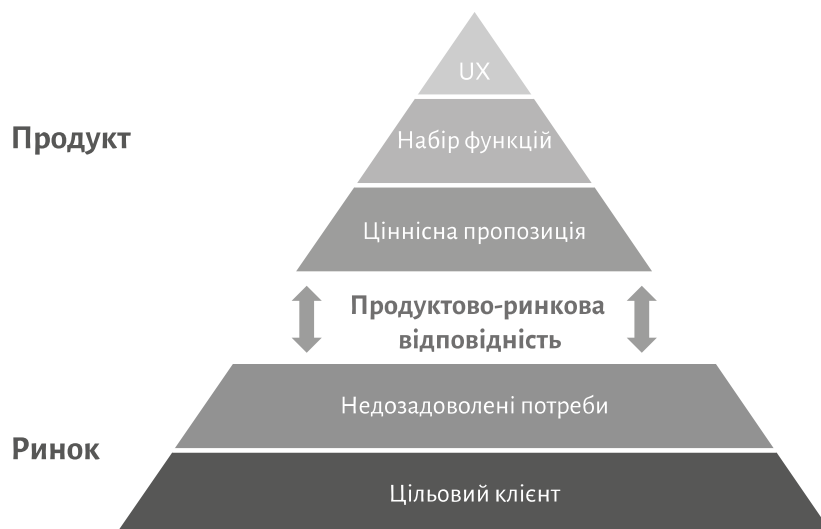 UX
Продукт
Набір функцій
Ціннісна пропозиція
Продуктово-ринкова
відповідність
Недозадоволені потреби
Ринок
Цільовий клієнт